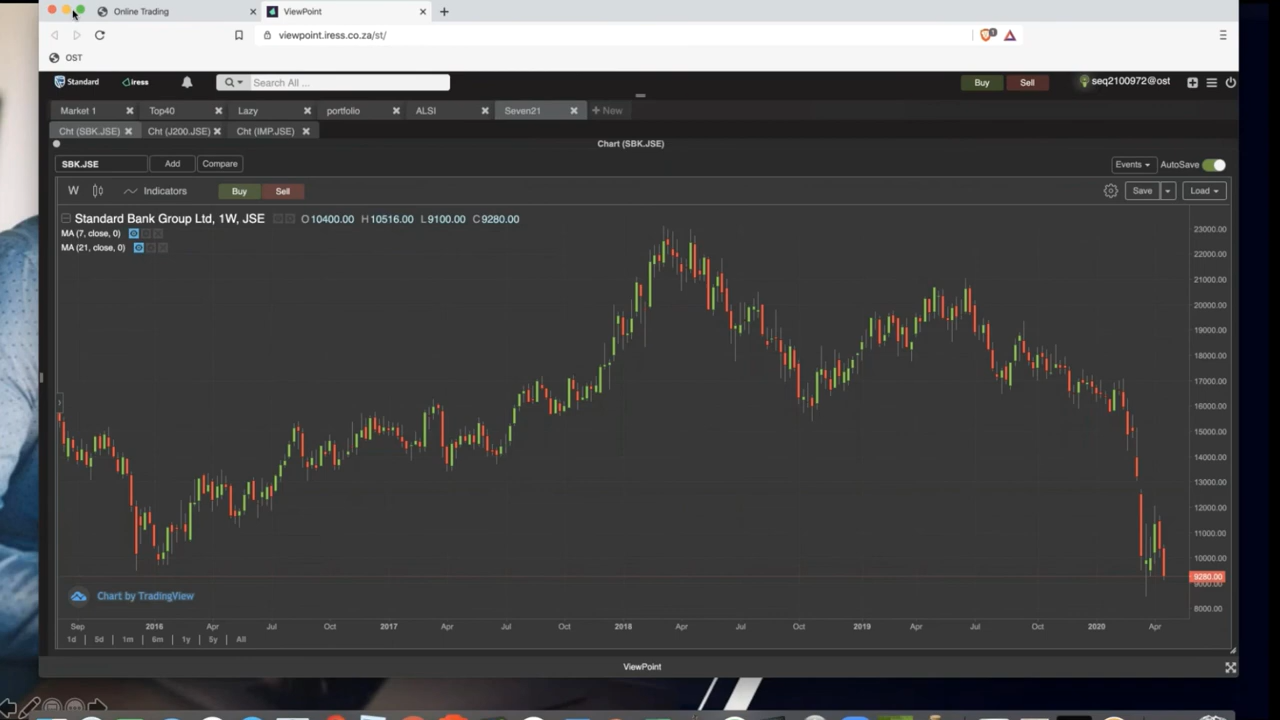 Online Trading
ViewPoint
viewpoint.iress.co.za/st/
1
OST
Standard iress Search All ... Buy Sell seq2100972@ost
Market 1 Top40 Lazy portfolio ALSI Seven21 + New
Cht (SBK.JSE) Cht (J200.JSE) Cht (IMP.JSE)
Chart (SBK.JSE)
SBK.JSE Add Compare Events AutoSave
W Indicators Buy Sell Save Load
Standard Bank Group Ltd, 1W, JSE O 10400.00 H 10516.00 L 9100.00 C 9280.00
MA (7, close, 0)
MA (21, close, 0)
23000.00
22000.00
21000.00
20000.00
19000.00
18000.00
17000.00
16000.00
15000.00
14000.00
13000.00
12000.00
11000.00
10000.00
9280.00
9000.00
8000.00
Chart by TradingView
Sep 2016 Apr Jul Oct 2017 Apr Jul Oct 2018 Apr Jul Oct 2019 Apr Jul Oct 2020 Apr
1d 5d 1m 6m 1y 5y All
ViewPoint